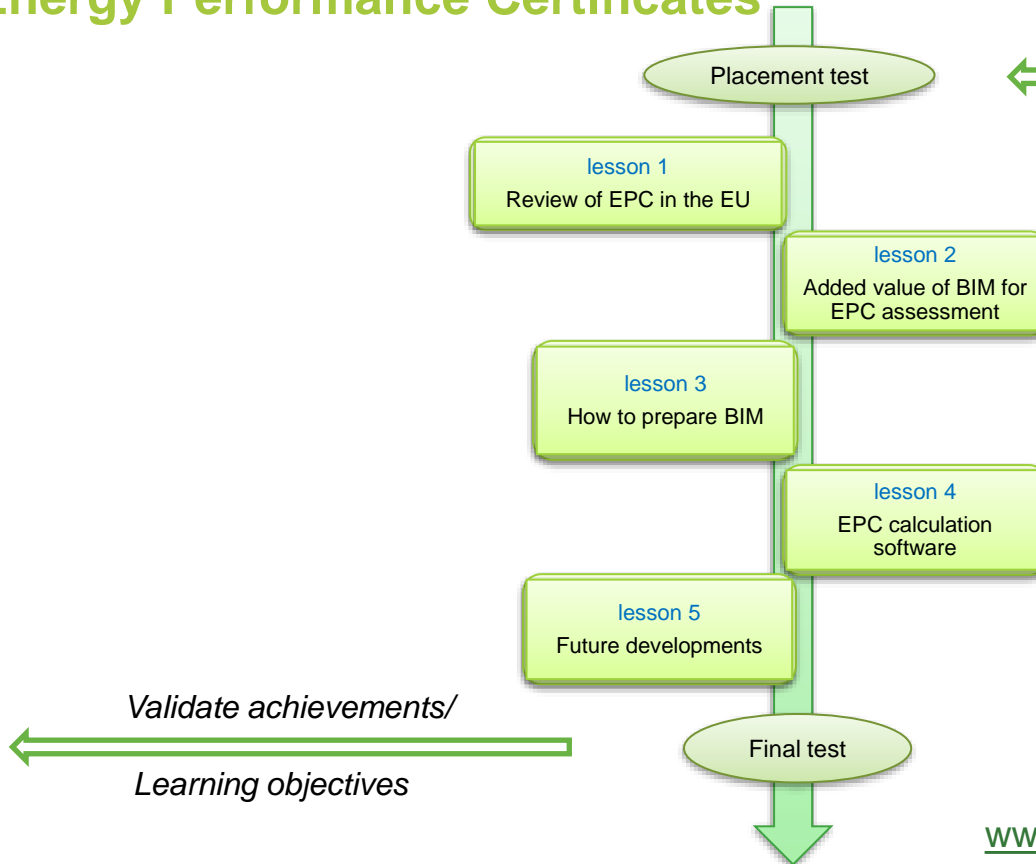 Energy Performance Certificates
Placement test
lesson 1
Review of EPC in the EU
lesson 2
Added value of BIM for
EPC assessment
lesson 3
How to prepare BIM
lesson 4
EPC calculation
software
lesson 5
Future developments
Validate achievements/
Learning objectives
Final test